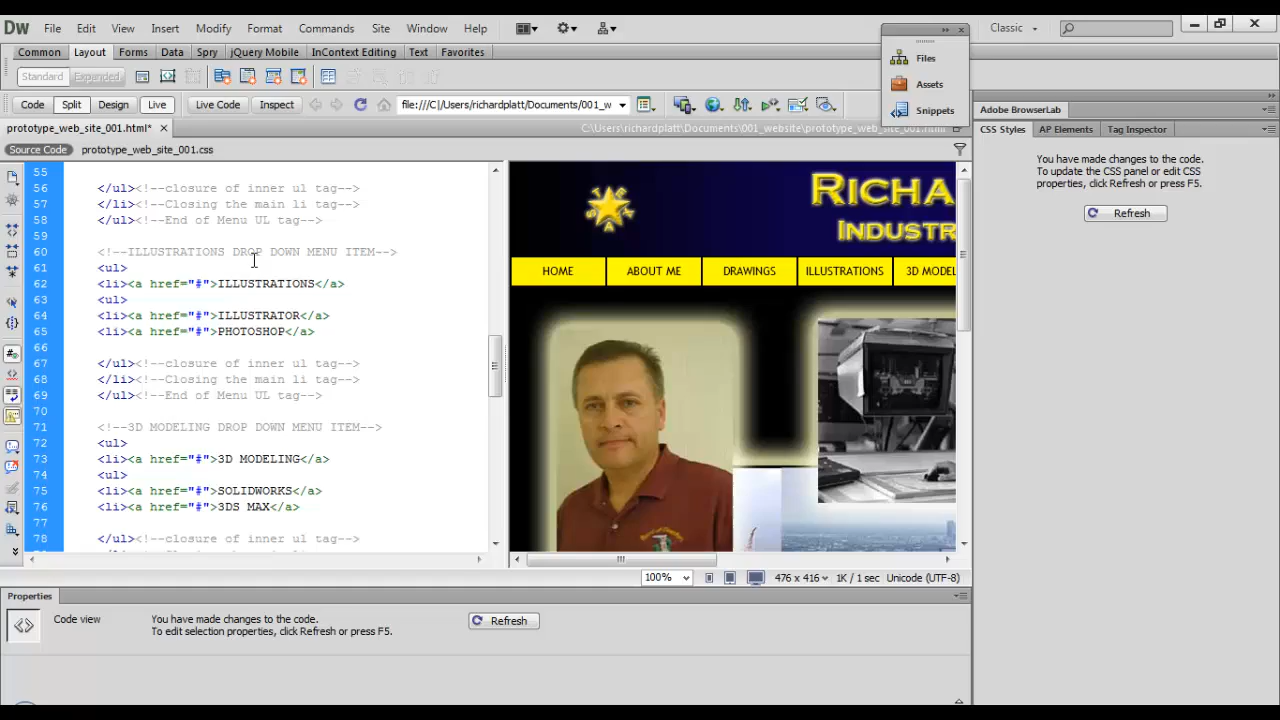 Dw File Edit View Insert Modify Format Commands Site Window Help Classic
Common Layout Forms Data Spry jQuery Mobile InContext Editing Text Favorites
Standard Expanded
Files
Assets
Snippets
Code Split Design Live Live Code Inspect file:///C|/Users/richardplatt/Documents/001_w
prototype_web_site_001.html* C:\Users\richardplatt\Documents\001_website\prototype_web_site_001.html
Source Code prototype_web_site_001.css
Adobe BrowserLab
CSS Styles AP Elements Tag Inspector
You have made changes to the code.
To update the CSS panel or edit CSS
properties, click Refresh or press F5.
Refresh
55
56 </ul><!--closure of inner ul tag-->
57 </li><!--Closing the main li tag-->
58 </ul><!--End of Menu UL tag-->
59
60 <!--ILLUSTRATIONS DROP DOWN MENU ITEM-->
61 <ul>
62 <li><a href="#">ILLUSTRATIONS</a>
63 <ul>
64 <li><a href="#">ILLUSTRATOR</a>
65 <li><a href="#">PHOTOSHOP</a>
66
67 </ul><!--closure of inner ul tag-->
68 </li><!--Closing the main li tag-->
69 </ul><!--End of Menu UL tag-->
70
71 <!--3D MODELING DROP DOWN MENU ITEM-->
72 <ul>
73 <li><a href="#">3D MODELING</a>
74 <ul>
75 <li><a href="#">SOLIDWORKS</a>
76 <li><a href="#">3DS MAX</a>
77
78 </ul><!--closure of inner ul tag-->
RICHA
INDUSTR
HOME ABOUT ME DRAWINGS ILLUSTRATIONS 3D MODEL
100% 476 x 416 1K / 1 sec Unicode (UTF-8)
Properties
Code view
You have made changes to the code.
To edit selection properties, click Refresh or press F5.
Refresh